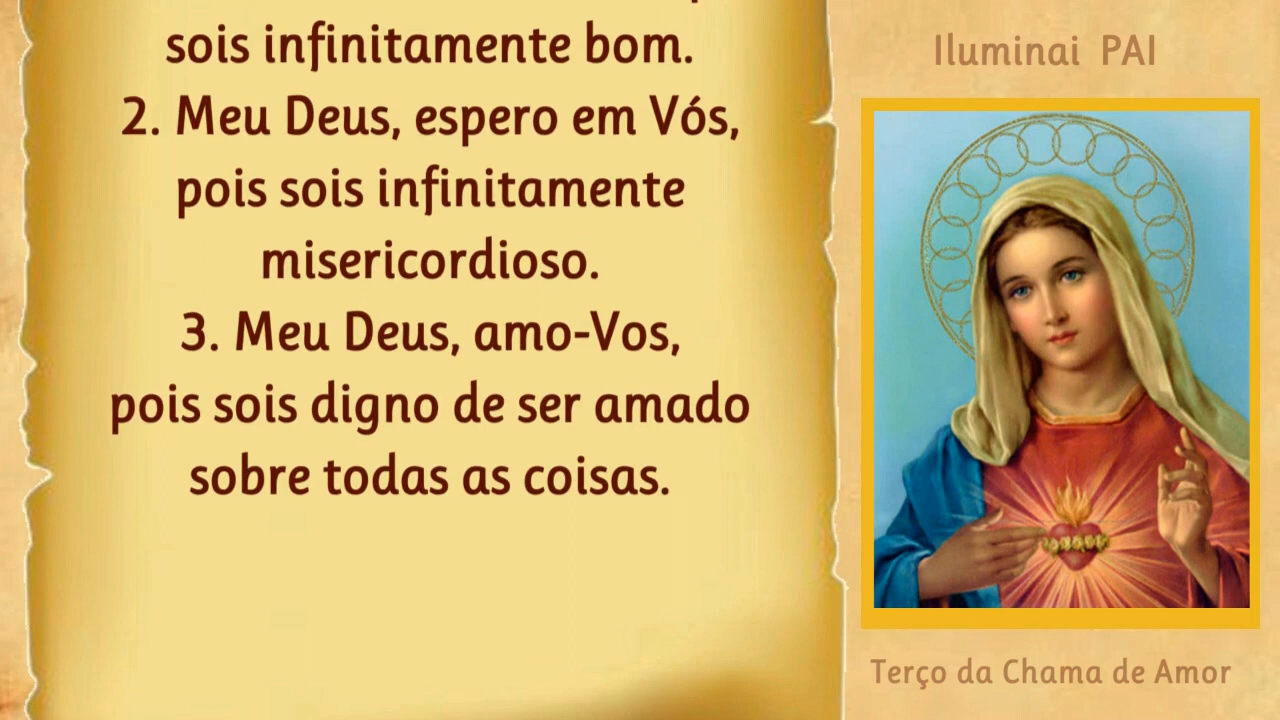 sois infinitamente bom.
2. Meu Deus, espero em Vós,
pois sois infinitamente
misericordioso.
3. Meu Deus, amo-Vos,
pois sois digno de ser amado
sobre todas as coisas.
Iluminai PAI
Terço da Chama de Amor